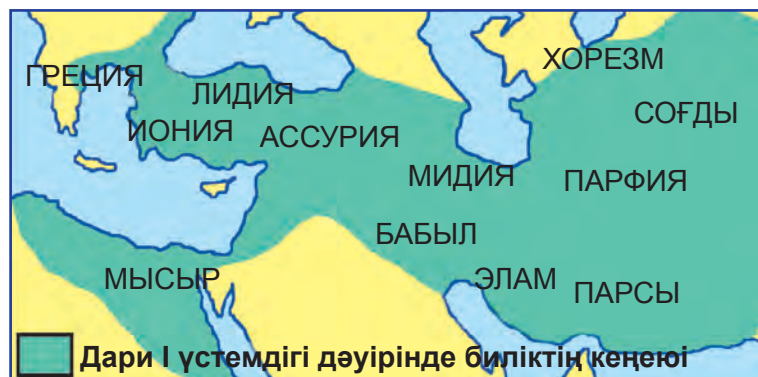 ХОРЕЗМ
ГРЕЦИЯ
ЛИДИЯ
СОҒДЫ
ИОНИЯ
АССУРИЯ
МИДИЯ
ПАРФИЯ
БАБЫЛ
МЫСЫР
ЭЛАМ
ПАРСЫ
Дари I үстемдігі дәуірінде биліктің кеңеюі